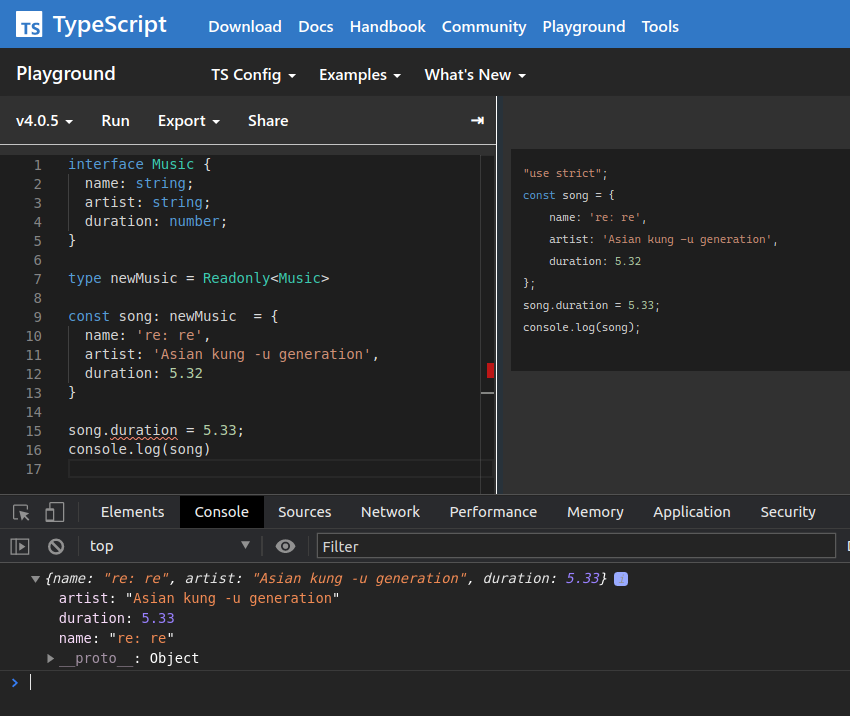 TS TypeScript Download Docs Handbook Community Playground Tools
Playground TS Config Examples What's New
v4.0.5 Run Export Share
1 interface Music {
2 name: string;
3 artist: string;
4 duration: number;
5 }
6
7 type newMusic = Readonly<Music>
8
9 const song: newMusic  = {
10 name: 're: re',
11 artist: 'Asian kung -u generation',
12 duration: 5.32
13 }
14
15 song.duration = 5.33;
16 console.log(song)
17
"use strict";
const song = {
name: 're: re',
artist: 'Asian kung -u generation',
duration: 5.32
};
song.duration = 5.33;
console.log(song);
Elements Console Sources Network Performance Memory Application Security
top Filter
{name: "re: re", artist: "Asian kung -u generation", duration: 5.33} i
artist: "Asian kung -u generation"
duration: 5.33
name: "re: re"
__proto__: Object